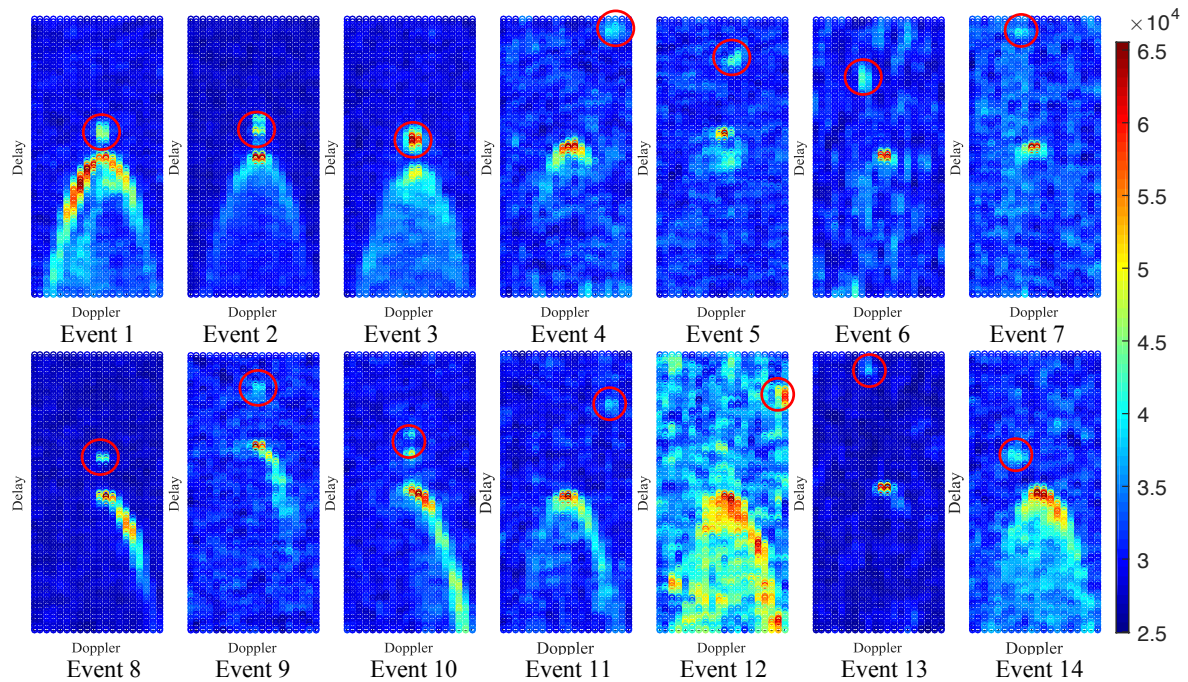 ×10⁴
6.5
6
5.5
5
4.5
4
3.5
3
2.5
Delay Delay Delay Delay Delay Delay Delay
Doppler Doppler Doppler Doppler Doppler Doppler Doppler
Event 1 Event 2 Event 3 Event 4 Event 5 Event 6 Event 7
Delay Delay Delay Delay Delay Delay Delay
Doppler Doppler Doppler Doppler Doppler Doppler Doppler
Event 8 Event 9 Event 10 Event 11 Event 12 Event 13 Event 14